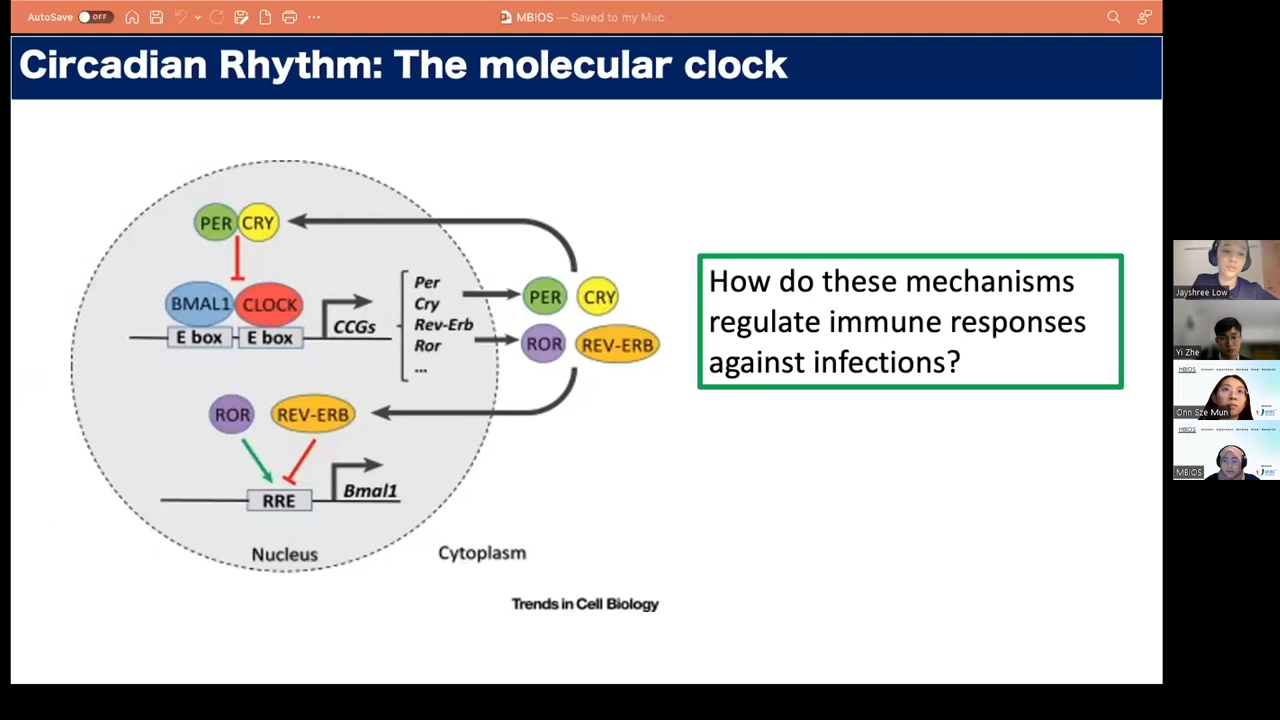 AutoSave OFF
MBIOS — Saved to my Mac
Circadian Rhythm: The molecular clock
PER CRY
BMAL1 CLOCK
E box E box
CCGs
Per
Cry
Rev-Erb
Ror
...
PER CRY
ROR REV-ERB
ROR REV-ERB
RRE
Bmal1
Nucleus
Cytoplasm
Trends in Cell Biology
How do these mechanisms
regulate immune responses
against infections?
Jayshree Low
Yi Zhe
MBIOS
Onn Sze Mun
MBIOS
MBIOS